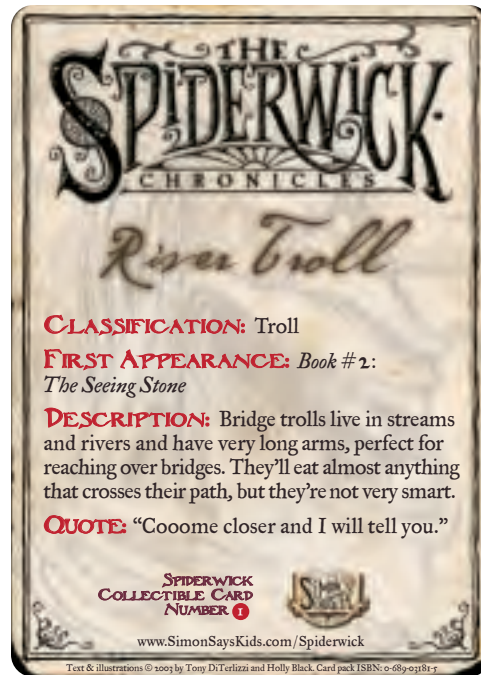 THE
SPIDERWICK
CHRONICLES
River Troll
CLASSIFICATION: Troll
FIRST APPEARANCE: Book #2:
The Seeing Stone
DESCRIPTION: Bridge trolls live in streams
and rivers and have very long arms, perfect for
reaching over bridges. They’ll eat almost anything
that crosses their path, but they’re not very smart.
QUOTE: “Cooome closer and I will tell you.”
SPIDERWICK
COLLECTIBLE CARD
NUMBER 1
www.SimonSaysKids.com/Spiderwick
Text & illustrations © 2003 by Tony DiTerlizzi and Holly Black. Card pack ISBN: 0-689-03181-5